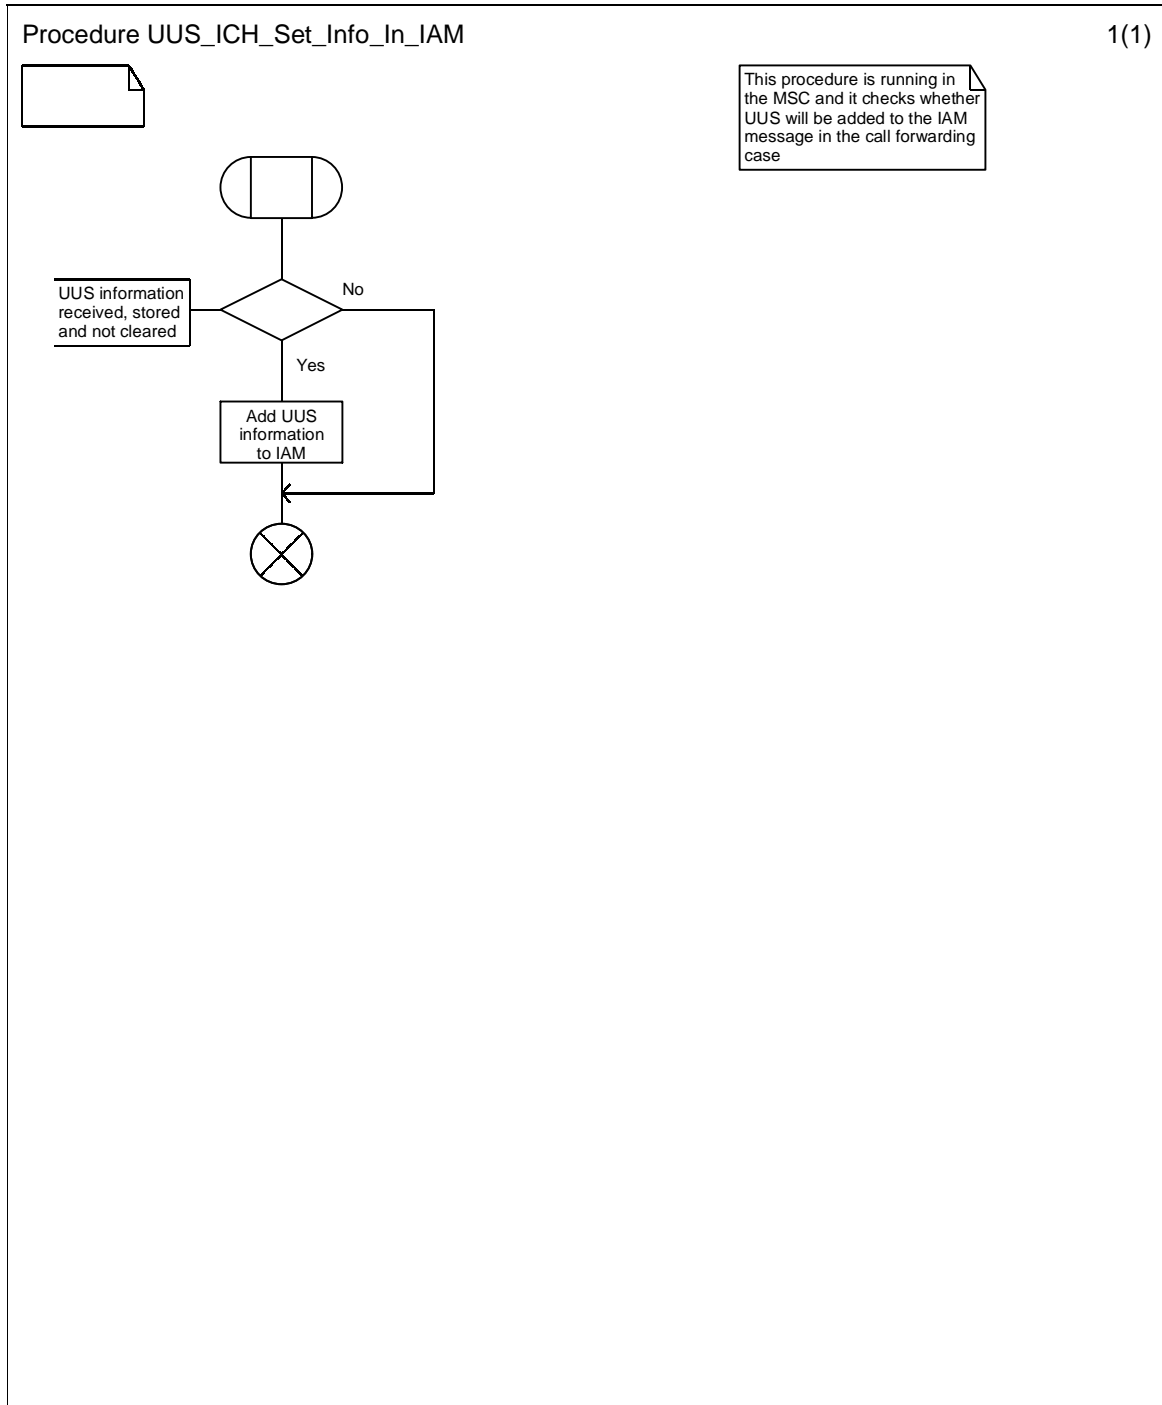 Procedure UUS_ICH_Set_Info_In_IAM
1(1)
This procedure is running in
the MSC and it checks whether
UUS will be added to the IAM
message in the call forwarding
case
UUS information
received, stored
and not cleared
No
Yes
Add UUS
information
to IAM